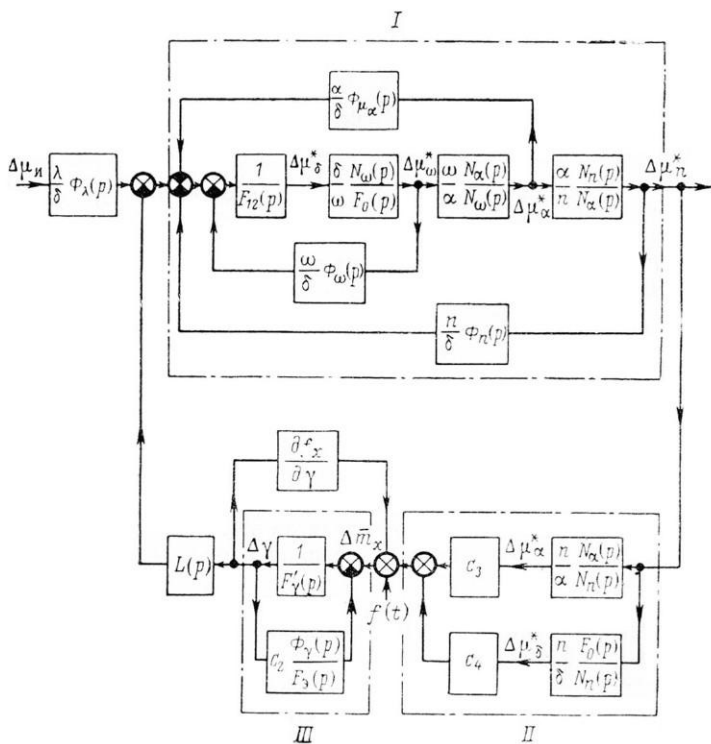 I
α/δ Φ_μα(p)
Δμ_и
λ/δ Φ_λ(p)
1/F_12(p)
Δμ*_δ
δ/ω N_ω(p)/F_0(p)
Δμ*_ω
ω/α N_α(p)/N_ω(p)
Δμ*_α
α/n N_n(p)/N_α(p)
Δμ*_n
ω/δ Φ_ω(p)
n/δ Φ_n(p)
∂f_x/∂γ
L(p)
Δγ
1/F'_γ(p)
Δm̄_x
f(t)
c_3
Δμ*_α
n/α N_α(p)/N_n(p)
c_2 Φ_γ(p)/F_Э(p)
c_4
Δμ*_δ
n/δ F_0(p)/N_n(p)
III
II